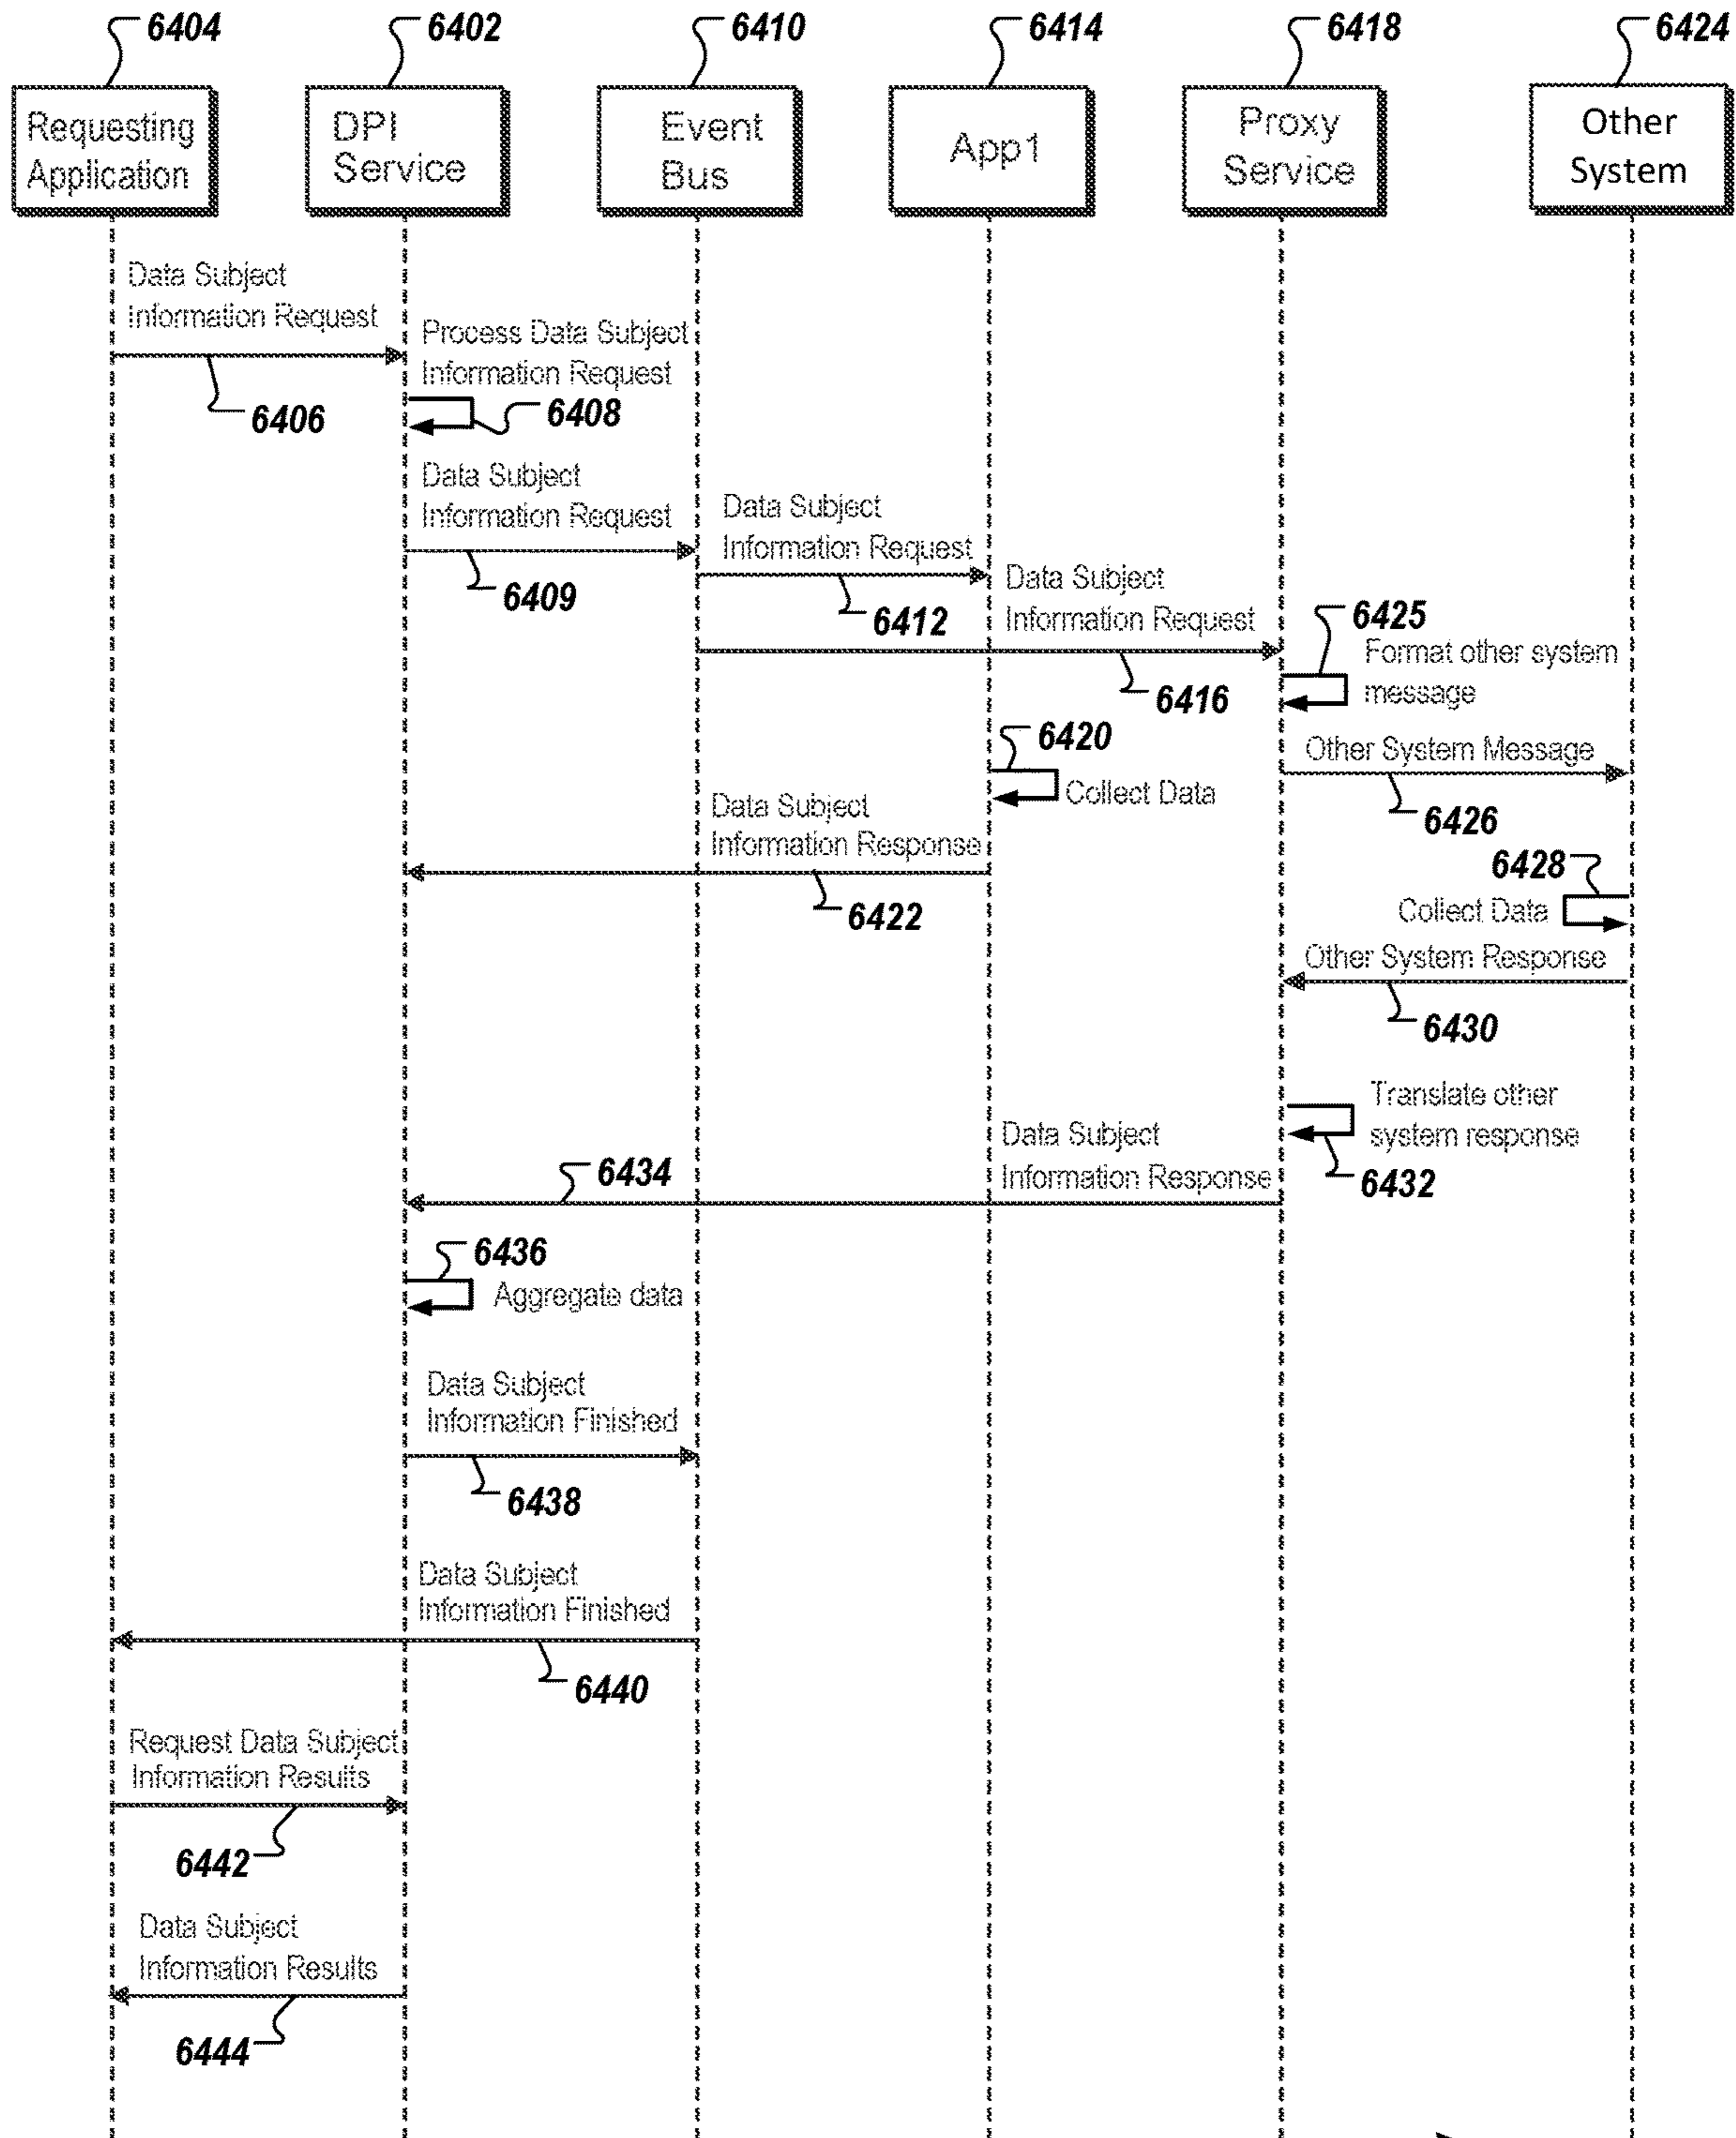 6404
6402
6410
6414
6418
6424
Requesting
Application
DPI
Service
Event
Bus
App1
Proxy
Service
Other
System
Data Subject
Information Request
6406
Process Data Subject
Information Request
6408
Data Subject
Information Request
6409
Data Subject
Information Request
6412
Data Subject
Information Request
6416
6425
Format other system
message
6420
Collect Data
Other System Message
6426
Data Subject
Information Response
6422
6428
Collect Data
Other System Response
6430
Translate other
system response
6432
Data Subject
Information Response
6434
6436
Aggregate data
Data Subject
Information Finished
6438
Data Subject
Information Finished
6440
Request Data Subject
Information Results
6442
Data Subject
Information Results
6444